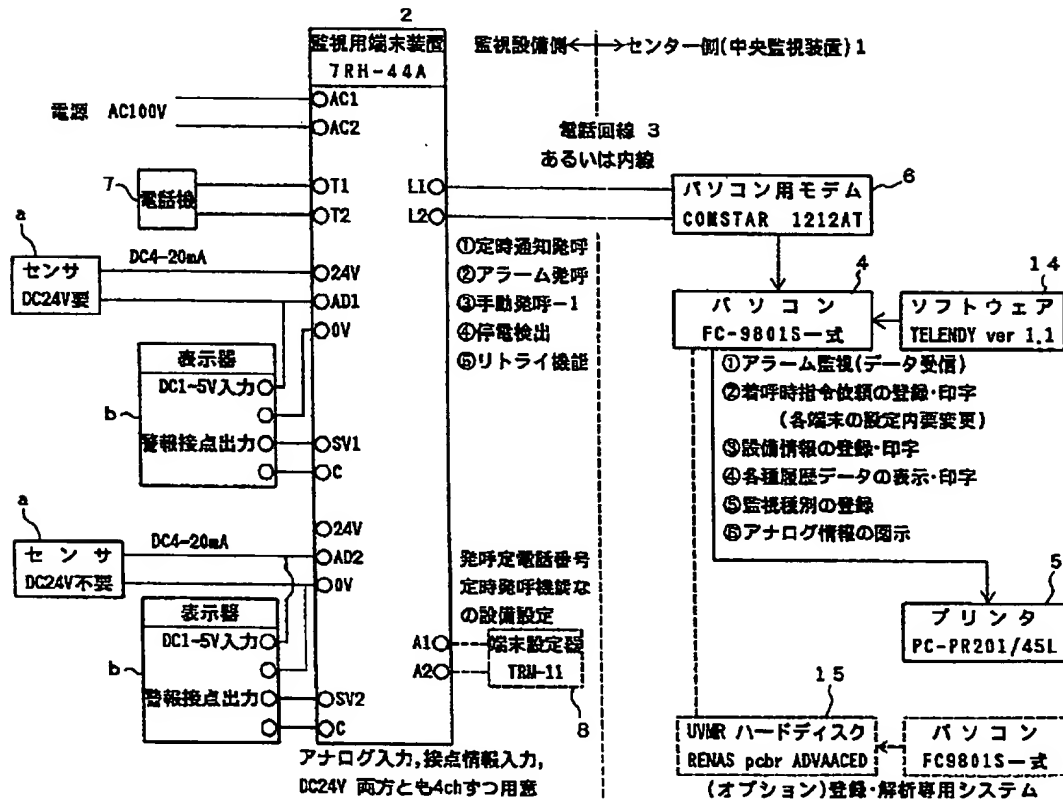 2
監視用端末装置
7RH-44A
監視設備側
センター側(中央監視装置)1
電源 AC100V
AC1
AC2
電話回線 3
あるいは内線
7
電話機
T1
T2
L1
L2
パソコン用モデム
COMSTAR 1212AT
6
a
センサ
DC24V要
DC4-20mA
24V
AD1
0V
①定時通知発呼
②アラーム発呼
③手動発呼-1
④停電検出
⑤リトライ機能
4
パソコン
FC-9801S一式
14
ソフトウェア
TELENDY ver 1.1
b
表示器
DC1~5V入力
警報接点出力
SV1
C
①アラーム監視(データ受信)
②着呼時指令依頼の登録・印字
(各端末の設定内要変更)
③設備情報の登録・印字
④各種履歴データの表示・印字
⑤監視種別の登録
⑥アナログ情報の図示
a
センサ
DC24V不要
DC4-20mA
24V
AD2
0V
発呼定電話番号
定時発呼機能な
の設備設定
5
プリンタ
PC-PR201/45L
b
表示器
DC1~5V入力
警報接点出力
SV2
C
A1
A2
端末設定器
TRM-11
8
15
UVMR ハードディスク
RENAS pcbr ADVAACED
パソコン
FC9801S一式
(オプション)登録・解析専用システム
アナログ入力,接点情報入力,
DC24V 両方とも4chずつ用意